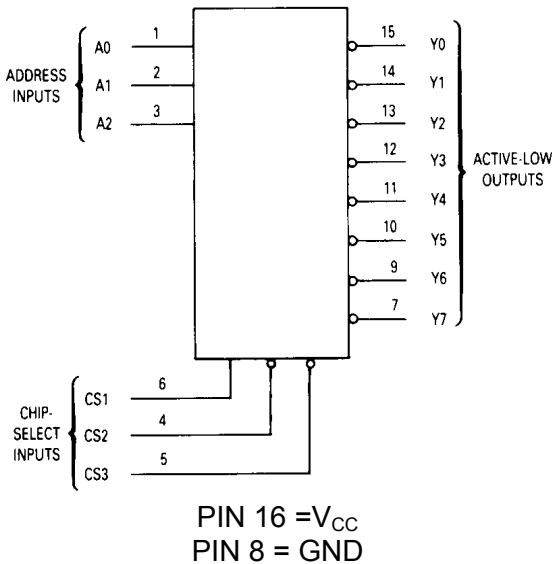 ADDRESS
INPUTS
A0 1
A1 2
A2 3
15 Y0
14 Y1
13 Y2
12 Y3
11 Y4
10 Y5
9 Y6
7 Y7
ACTIVE-LOW
OUTPUTS
CHIP-
SELECT
INPUTS
CS1 6
CS2 4
CS3 5
PIN 16 =VCC
PIN 8 = GND